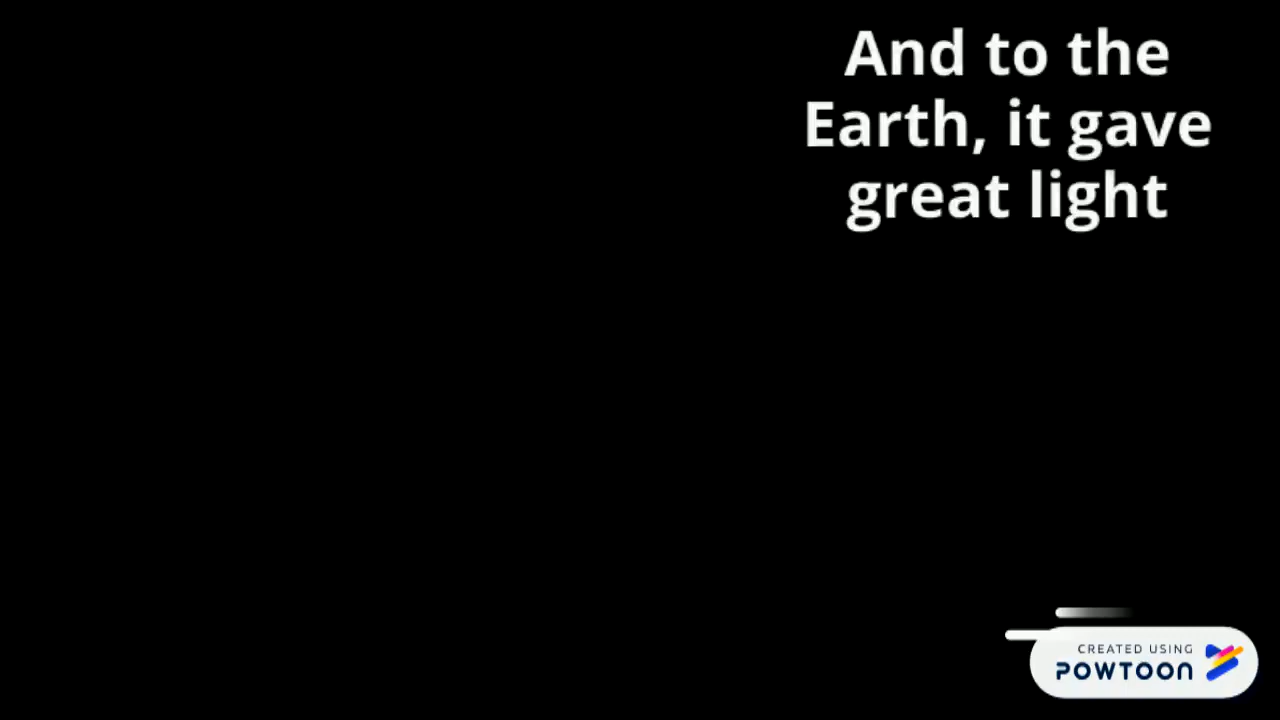 And to the
Earth, it gave
great light
CREATED USING
POWTOON